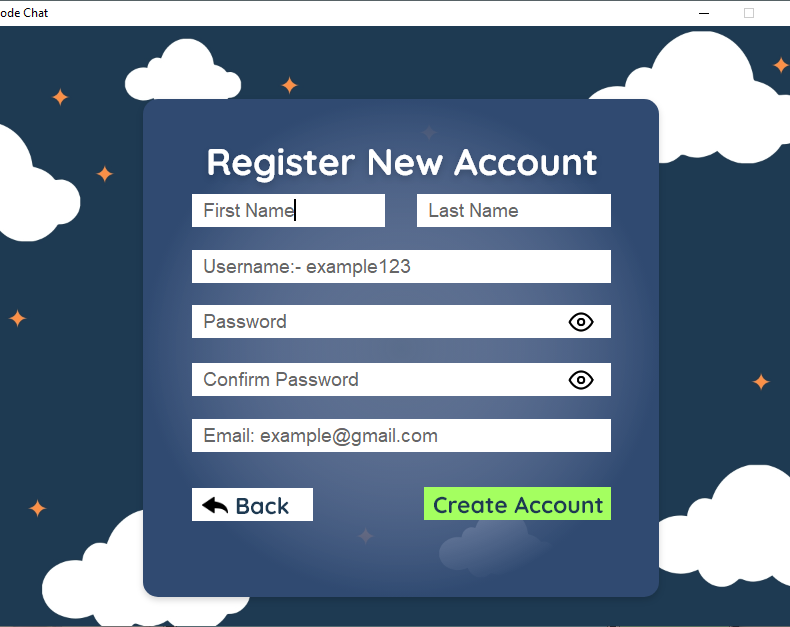 ode Chat
Register New Account
First Name Last Name
Username:- example123
Password
Confirm Password
Email: example@gmail.com
Back Create Account